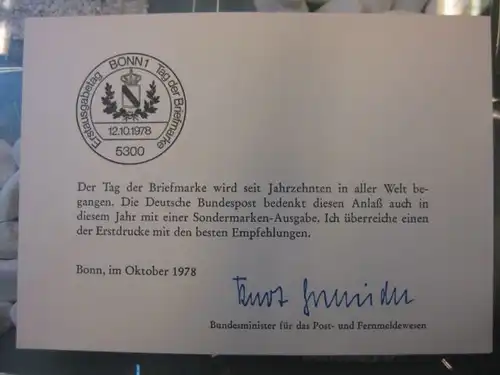 Erstausgabetag BONN 1 Tag der Briefmarke
12.10.1978
5300
Der Tag der Briefmarke wird seit Jahrzehnten in aller Welt be-
gangen. Die Deutsche Bundespost bedenkt diesen Anlaß auch in
diesem Jahr mit einer Sondermarken-Ausgabe. Ich überreiche einen
der Erstdrucke mit den besten Empfehlungen.
Bonn, im Oktober 1978
Bundesminister für das Post- und Fernmeldewesen